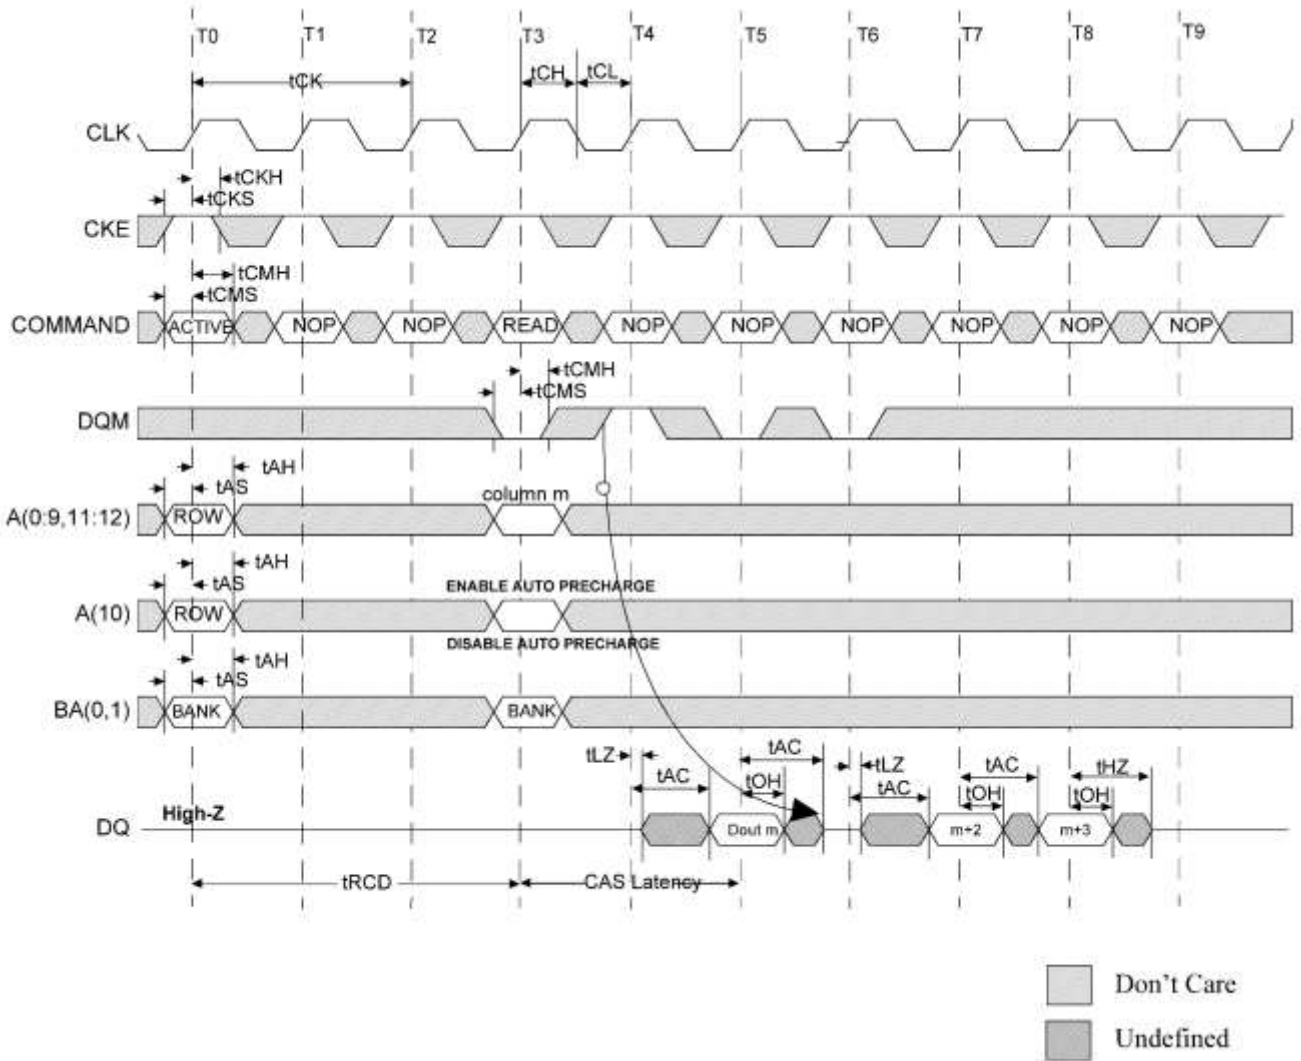 T0 T1 T2 T3 T4 T5 T6 T7 T8 T9
tCK tCH tCL
CLK
tCKH
tCKS
CKE
tCMH
tCMS
COMMAND ACTIVE NOP NOP READ NOP NOP NOP NOP NOP NOP
tCMH
tCMS
DQM
tAH
tAS column m
A(0:9,11:12) ROW
tAH
tAS ENABLE AUTO PRECHARGE
A(10) ROW
DISABLE AUTO PRECHARGE
tAH
tAS
BA(0,1) BANK BANK
tLZ tAC tLZ tAC tHZ
tAC tOH tAC tOH tOH
High-Z
DQ Dout m m+2 m+3
tRCD CAS Latency
Don't Care
Undefined